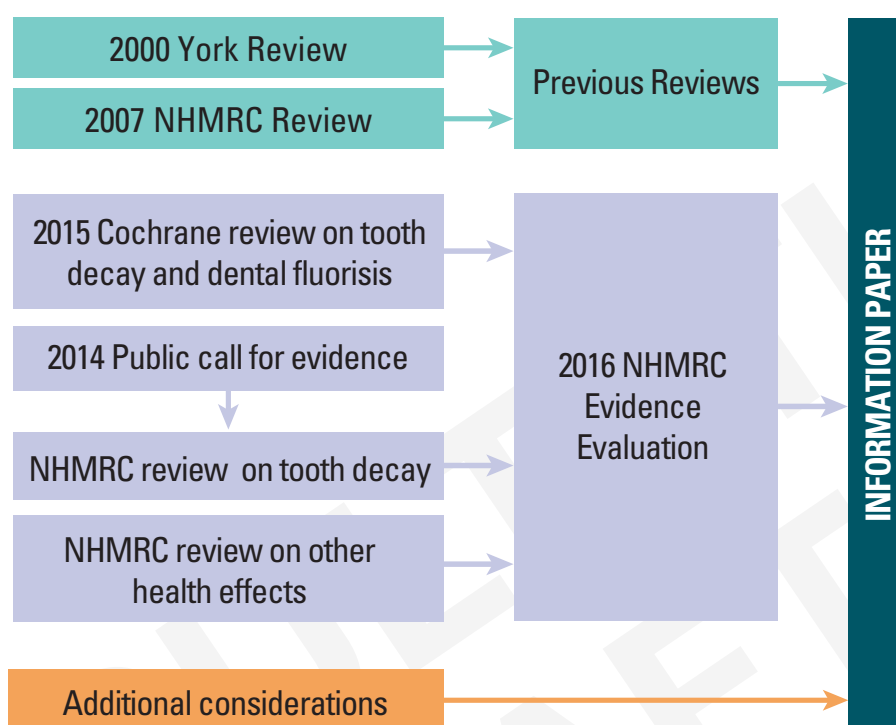 2000 York Review
2007 NHMRC Review
Previous Reviews
2015 Cochrane review on tooth
decay and dental fluorisis
2014 Public call for evidence
NHMRC review on tooth decay
NHMRC review on other
health effects
2016 NHMRC
Evidence
Evaluation
Additional considerations
INFORMATION PAPER